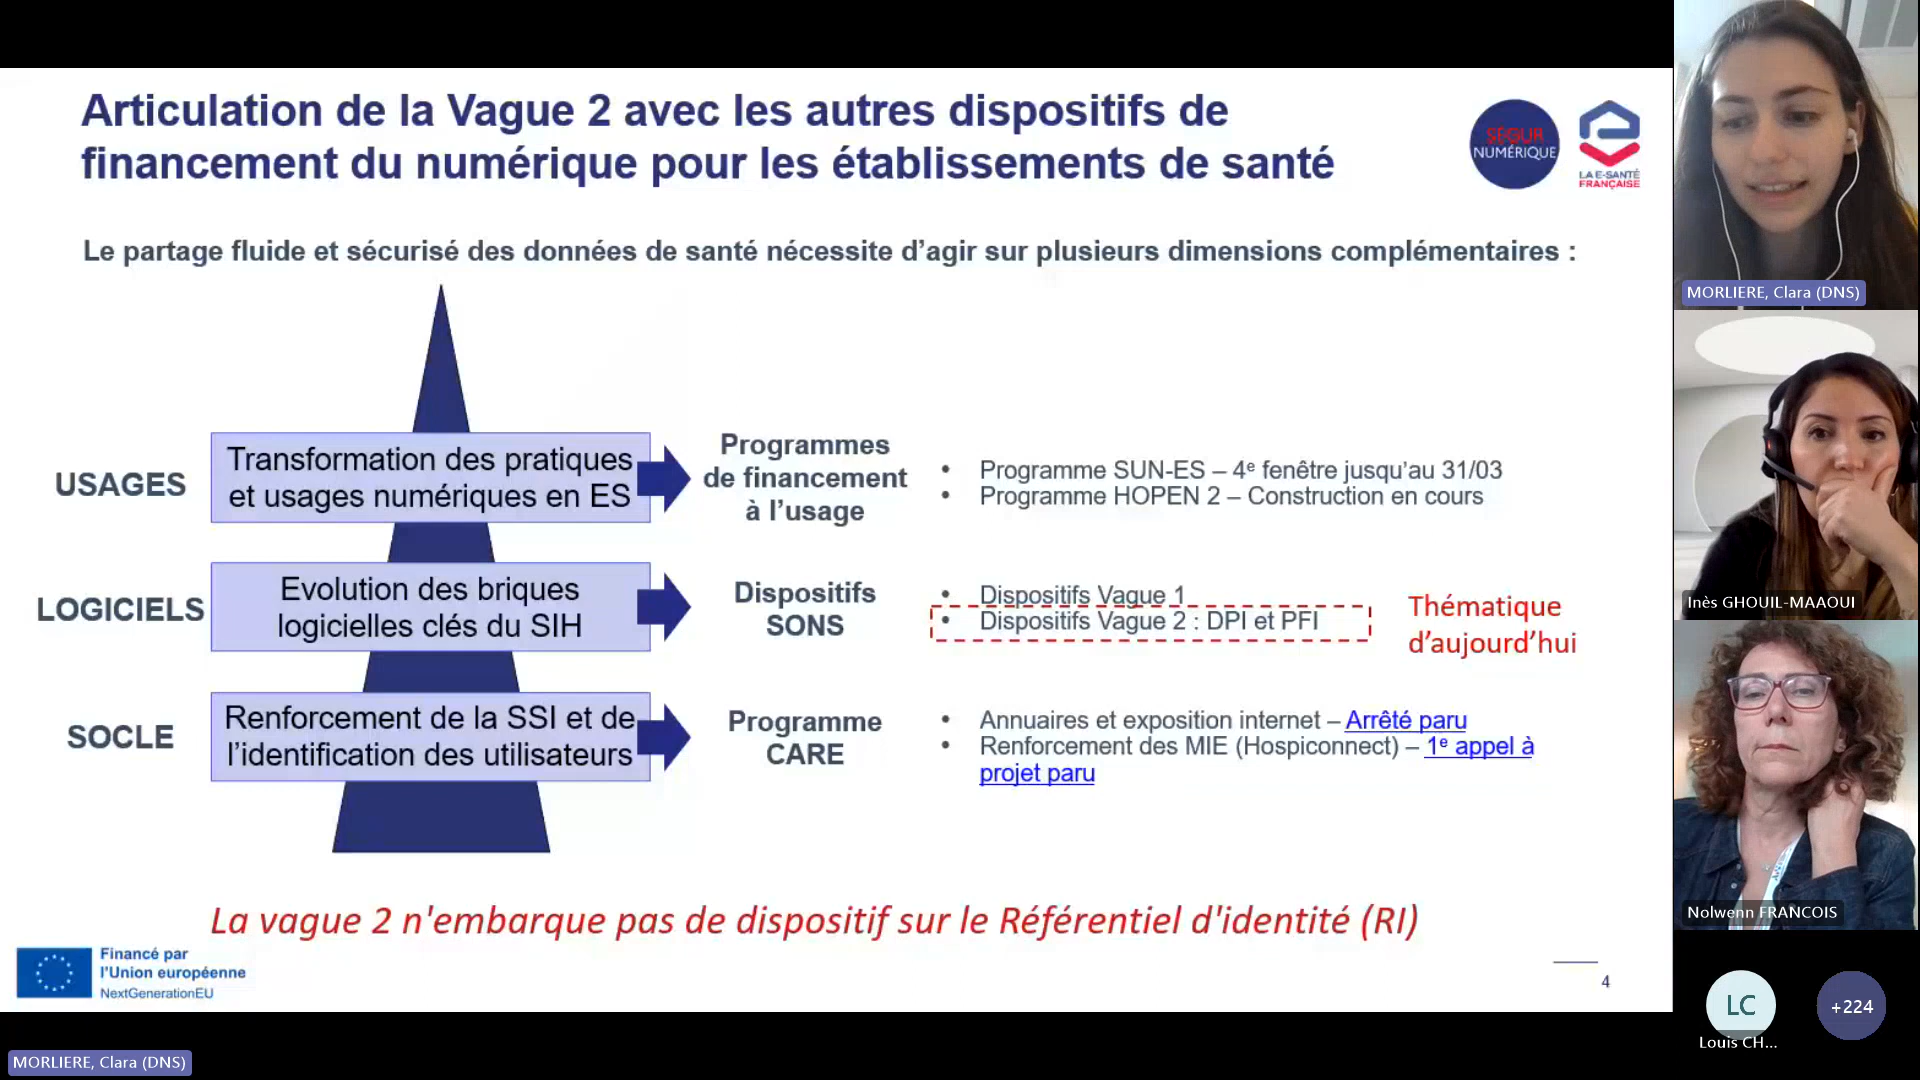 Articulation de la Vague 2 avec les autres dispositifs de
financement du numérique pour les établissements de santé
SÉGUR
NUMÉRIQUE
LA E-SANTÉ
FRANÇAISE
Le partage fluide et sécurisé des données de santé nécessite d’agir sur plusieurs dimensions complémentaires :
USAGES
Transformation des pratiques
et usages numériques en ES
Programmes
de financement
à l’usage
• Programme SUN-ES – 4ᵉ fenêtre jusqu’au 31/03
• Programme HOPEN 2 – Construction en cours
LOGICIELS
Evolution des briques
logicielles clés du SIH
Dispositifs
SONS
• Dispositifs Vague 1
• Dispositifs Vague 2 : DPI et PFI
Thématique
d’aujourd’hui
SOCLE
Renforcement de la SSI et de
l’identification des utilisateurs
Programme
CARE
• Annuaires et exposition internet – Arrêté paru
• Renforcement des MIE (Hospiconnect) – 1ᵉ appel à
projet paru
La vague 2 n'embarque pas de dispositif sur le Référentiel d'identité (RI)
Financé par
l’Union européenne
NextGenerationEU
4
MORLIERE, Clara (DNS)
MORLIERE, Clara (DNS)
Inès GHOUIL-MAAOUI
Nolwenn FRANCOIS
LC
+224
Louis CH...